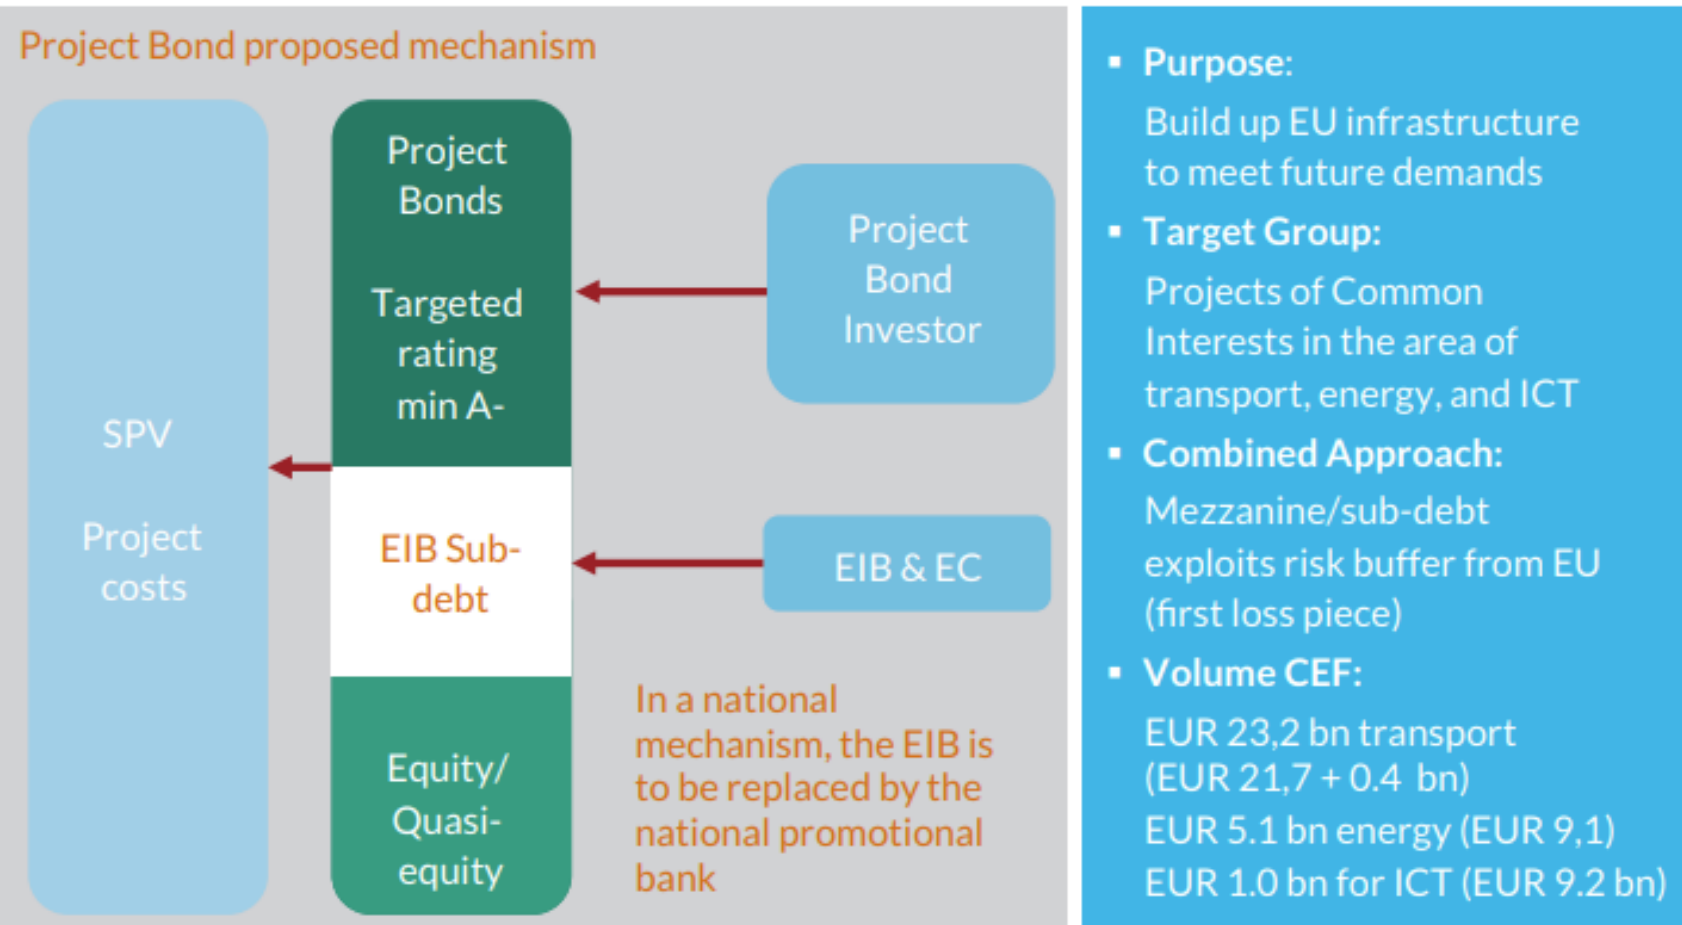 Project Bond proposed mechanism
SPV
Project
costs
Project
Bonds
Targeted
rating
min A-
EIB Sub-
debt
Equity/
Quasi-
equity
Project
Bond
Investor
EIB & EC
In a national
mechanism, the EIB is
to be replaced by the
national promotional
bank
▪ Purpose:
Build up EU infrastructure
to meet future demands
▪ Target Group:
Projects of Common
Interests in the area of
transport, energy, and ICT
▪ Combined Approach:
Mezzanine/sub-debt
exploits risk buffer from EU
(first loss piece)
▪ Volume CEF:
EUR 23,2 bn transport
(EUR 21,7 + 0.4 bn)
EUR 5.1 bn energy (EUR 9,1)
EUR 1.0 bn for ICT (EUR 9.2 bn)